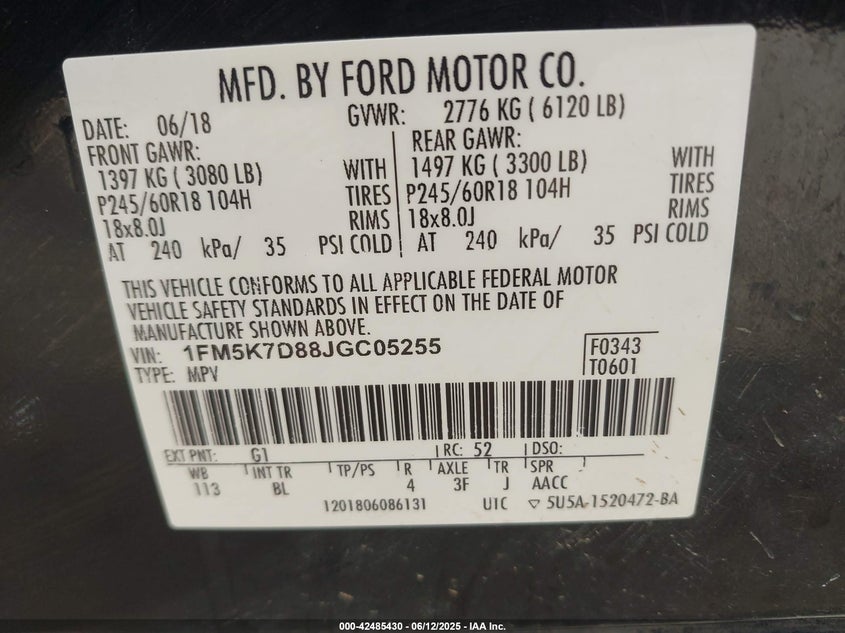 MFD. BY FORD MOTOR CO.
DATE: 06/18 GVWR: 2776 KG ( 6120 LB)
FRONT GAWR: REAR GAWR:
1397 KG ( 3080 LB) WITH 1497 KG ( 3300 LB) WITH
P245/60R18 104H TIRES P245/60R18 104H TIRES
18x8.0J RIMS 18x8.0J RIMS
AT 240 kPa/ 35 PSI COLD AT 240 kPa/ 35 PSI COLD
THIS VEHICLE CONFORMS TO ALL APPLICABLE FEDERAL MOTOR
VEHICLE SAFETY STANDARDS IN EFFECT ON THE DATE OF
MANUFACTURE SHOWN ABOVE.
VIN: 1FM5K7D88JGC05255 F0343
TYPE: MPV T0601
EXT PNT: G1 RC: 52 DSO:
WB INT TR TP/PS R AXLE TR SPR
113 BL 4 3F J AACC
1201806086131 UTC ▽ 5U5A-1520472-BA
000-42485430 - 06/12/2025 - IAA Inc.